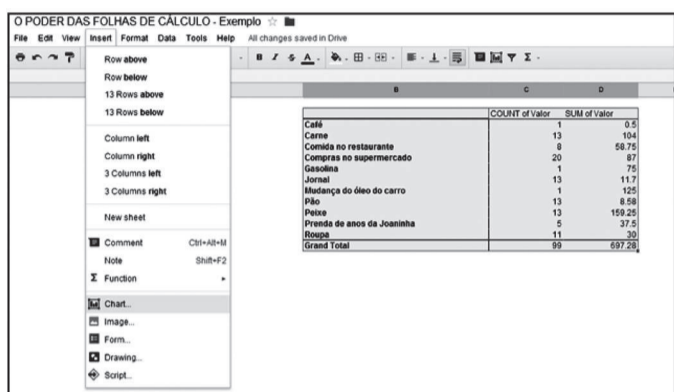 O PODER DAS FOLHAS DE CÁLCULO - Exemplo
File Edit View Insert Format Data Tools Help All changes saved in Drive
B I S A
Σ
Row above
Row below
13 Rows above
13 Rows below
Column left
Column right
3 Columns left
3 Columns right
New sheet
Comment Ctrl+Alt+M
Note Shift+F2
Σ Function
Chart...
Image...
Form...
Drawing...
Script...
B C D
COUNT of Valor SUM of Valor
Café 1 0.5
Carne 13 104
Comida no restaurante 8 58.75
Compras no supermercado 20 87
Gasolina 1 75
Jornal 13 11.7
Mudança do óleo do carro 1 125
Pão 13 8.58
Peixe 13 159.25
Prenda de anos da Joaninha 5 37.5
Roupa 11 30
Grand Total 99 697.28